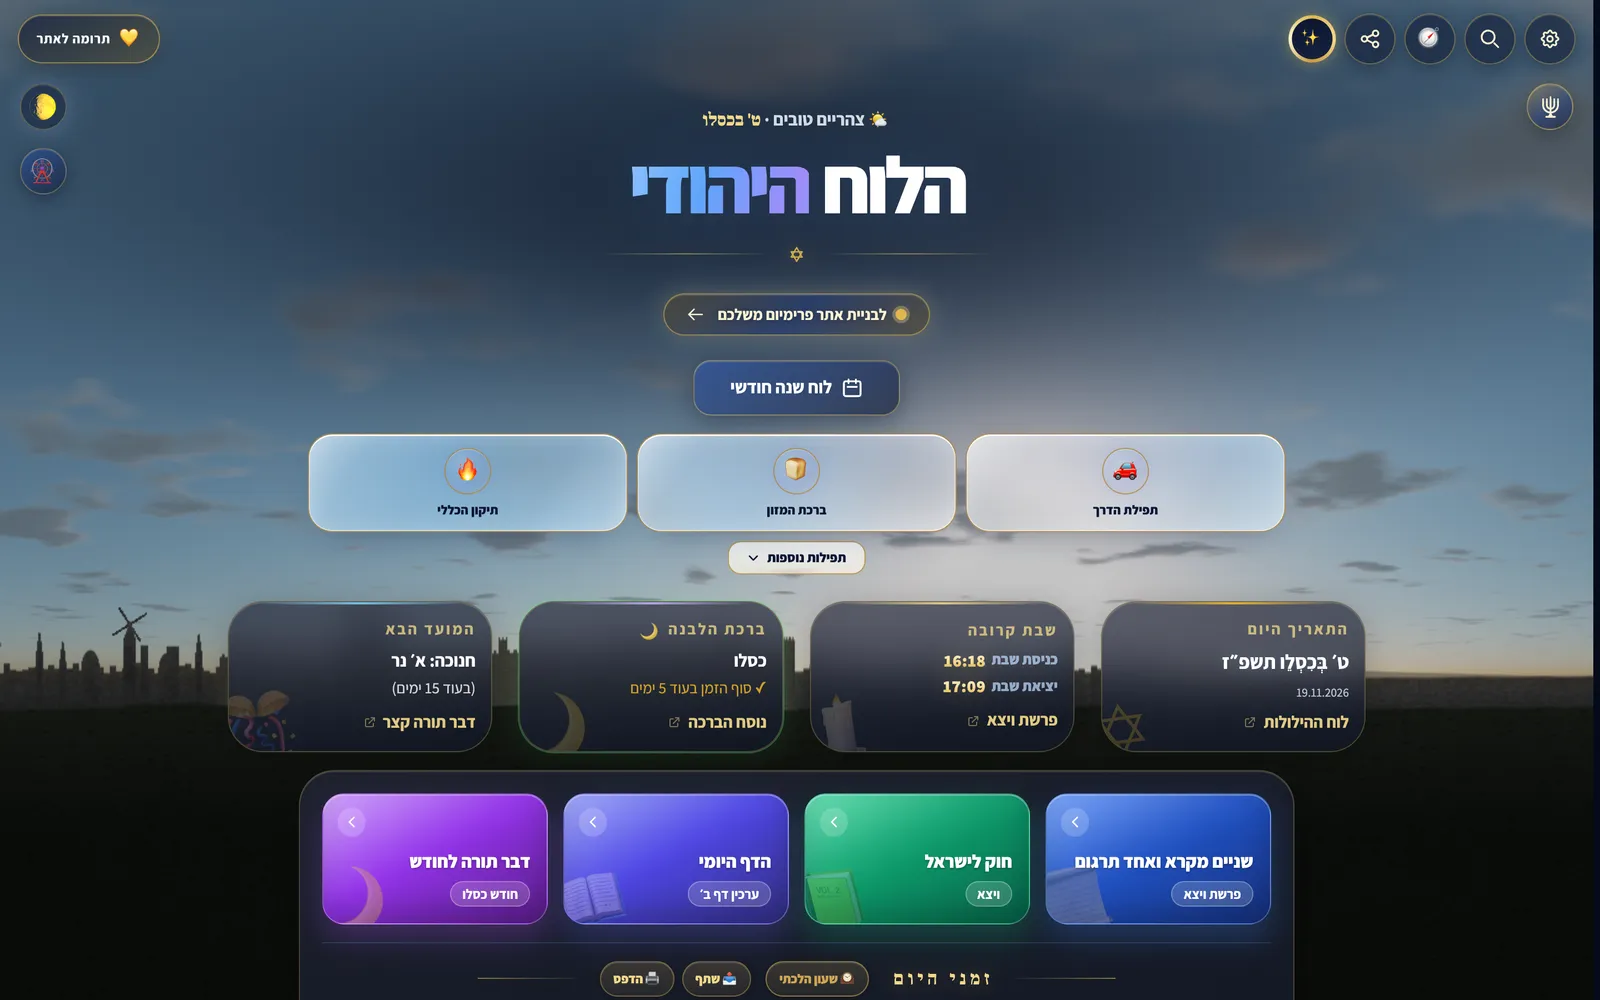 תרומה לאתר 💛
🌤️ צהריים טובים · ט' בכסלו
הלוח היהודי
לבניית אתר פרימיום משלכם ←
לוח שנה חודשי
תפילת הדרך
ברכת המזון
תיקון הכללי
תפילות נוספות
התאריך היום
ט׳ בְּכִסְלֵו תשפ״ז
19.11.2026
לוח ההילולות
שבת קרובה
כניסת שבת 16:18
יציאת שבת 17:09
פרשת ויצא
ברכת הלבנה 🌙
כסלו
✓ סוף הזמן בעוד 5 ימים
נוסח הברכה
המועד הבא
חנוכה: א׳ נר
(בעוד 15 ימים)
דבר תורה קצר
שניים מקרא ואחד תרגום
פרשת ויצא
חוק לישראל
ויצא
VOL. 2
הדף היומי
ערכין דף ב׳
דבר תורה לחודש
חודש כסלו
זמני היום
שעון הלכתי
שתף
הדפס